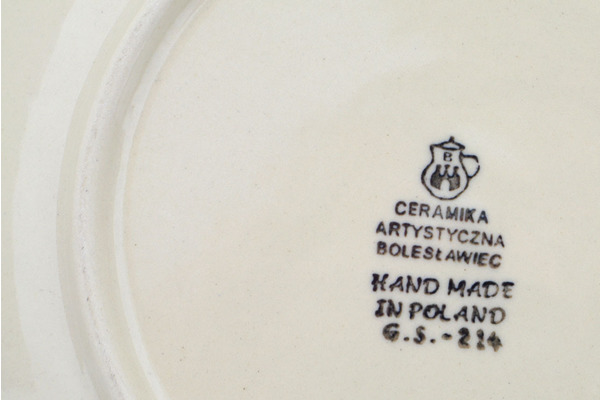 B
CERAMIKA
ARTYSTYCZNA
BOLESŁAWIEC
HAND MADE
IN POLAND
G.S.-224